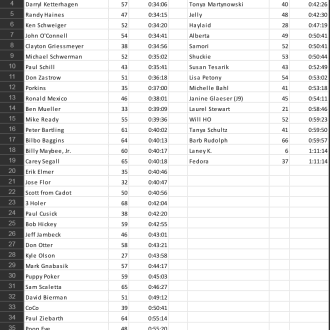 4 Darryl Ketterhagen 57 0:34:06 Tonya Martynowski 40 0:42:26
5 Randy Haines 47 0:34:15 Jelly 48 0:42:30
6 Ken Schweiger 52 0:34:20 Haylaid 28 0:47:19
7 John O'Connell 54 0:34:41 Alberta 49 0:50:41
8 Clayton Griessmeyer 38 0:34:56 Samori 52 0:50:41
9 Michael Schwerman 52 0:35:02 Shuckie 53 0:50:44
10 Paul Schill 43 0:35:41 Susan Tesarik 43 0:52:49
11 Don Zastrow 51 0:36:18 Lisa Potony 54 0:53:02
12 Porkins 35 0:37:00 Michelle Bahl 41 0:53:18
13 Ronald Mexico 46 0:38:01 Janine Glaeser (J9) 45 0:54:11
14 Ben Mueller 33 0:39:09 Laurel Stewart 21 0:58:46
15 Mike Ready 55 0:39:36 Will HO 52 0:59:23
16 Peter Bartling 61 0:40:02 Tanya Schultz 41 0:59:50
17 Bilbo Baggins 64 0:40:13 Barb Rudolph 66 0:59:57
18 Billy Maybee, Jr. 60 0:40:17 Laney K. 6 1:11:14
19 Carey Segall 65 0:40:18 Fedora 37 1:11:14
20 Erik Elmer 35 0:40:46
21 Jose Flor 32 0:40:47
22 Scott from Cadot 50 0:40:56
23 3 Holer 68 0:42:04
24 Paul Cusick 38 0:42:20
25 Bob Hickey 59 0:42:55
26 Jeff Jambeck 46 0:43:01
27 Don Otter 58 0:43:21
28 Kyle Olson 27 0:43:58
29 Mark Gnabasik 57 0:44:17
30 Puppy Poker 59 0:45:03
31 Sam Scaletta 65 0:46:27
32 David Bierman 51 0:49:12
33 CoCo 39 0:50:41
34 Paul Ziebarth 64 0:55:14
35 Poon Eye 48 0:55:20